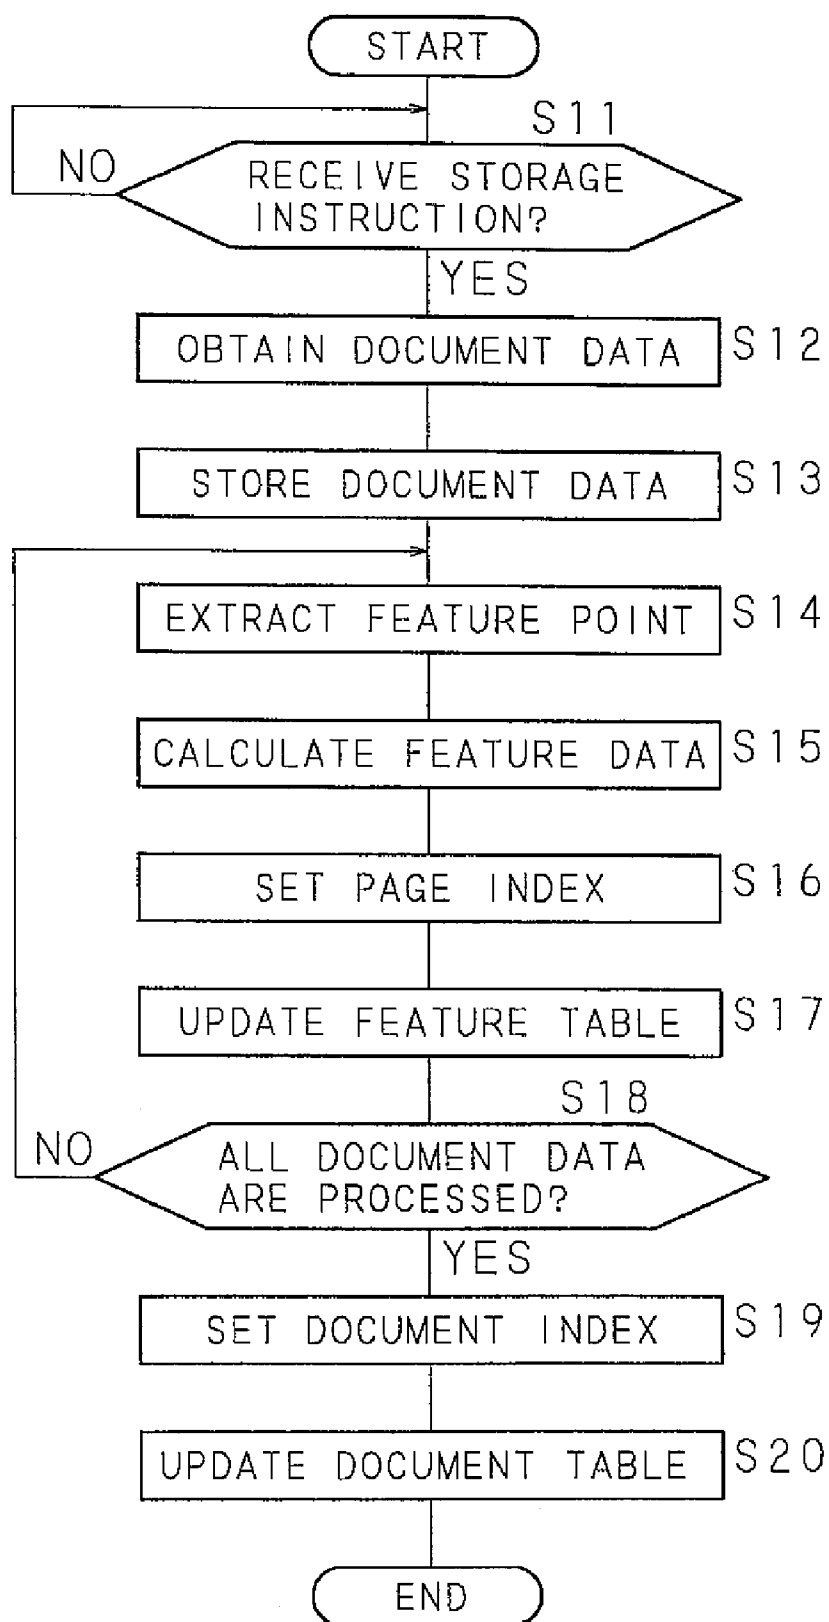 START
S11
NO
RECEIVE STORAGE
INSTRUCTION?
YES
OBTAIN DOCUMENT DATA
S12
STORE DOCUMENT DATA
S13
EXTRACT FEATURE POINT
S14
CALCULATE FEATURE DATA
S15
SET PAGE INDEX
S16
UPDATE FEATURE TABLE
S17
S18
NO
ALL DOCUMENT DATA
ARE PROCESSED?
YES
SET DOCUMENT INDEX
S19
UPDATE DOCUMENT TABLE
S20
END